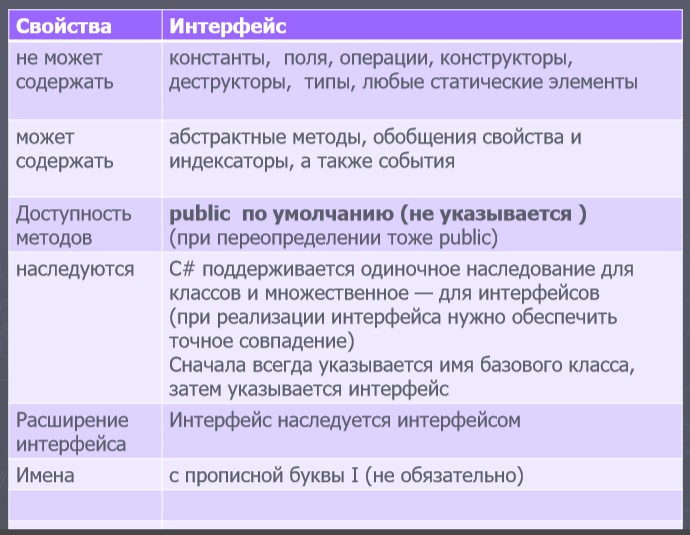 Свойства Интерфейс
не может константы, поля, операции, конструкторы,
содержать деструкторы, типы, любые статические элементы
может абстрактные методы, обобщения свойства и
содержать индексаторы, а также события
Доступность public по умолчанию (не указывается )
методов (при переопределении тоже public)
наследуются C# поддерживается одиночное наследование для
классов и множественное — для интерфейсов
(при реализации интерфейса нужно обеспечить
точное совпадение)
Сначала всегда указывается имя базового класса,
затем указывается интерфейс
Расширение Интерфейс наследуется интерфейсом
интерфейса
Имена с прописной буквы I (не обязательно)